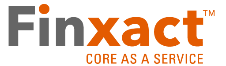 Finxact™
CORE AS A SERVICE